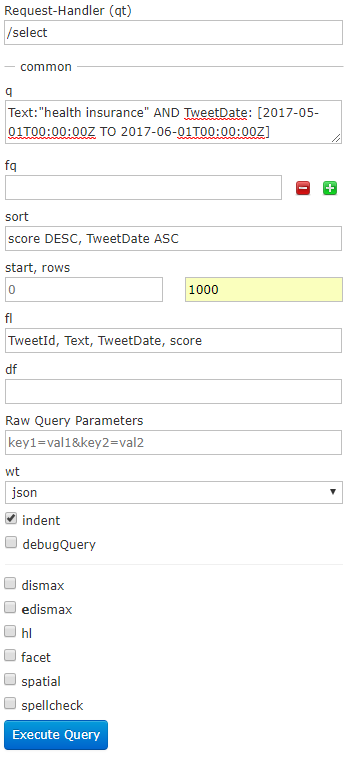 Request-Handler (qt)
/select
common
q
Text:"health insurance" AND TweetDate: [2017-05-
01T00:00:00Z TO 2017-06-01T00:00:00Z]
fq
sort
score DESC, TweetDate ASC
start, rows
0
1000
fl
TweetId, Text, TweetDate, score
df
Raw Query Parameters
key1=val1&key2=val2
wt
json
indent
debugQuery
dismax
edismax
hl
facet
spatial
spellcheck
Execute Query